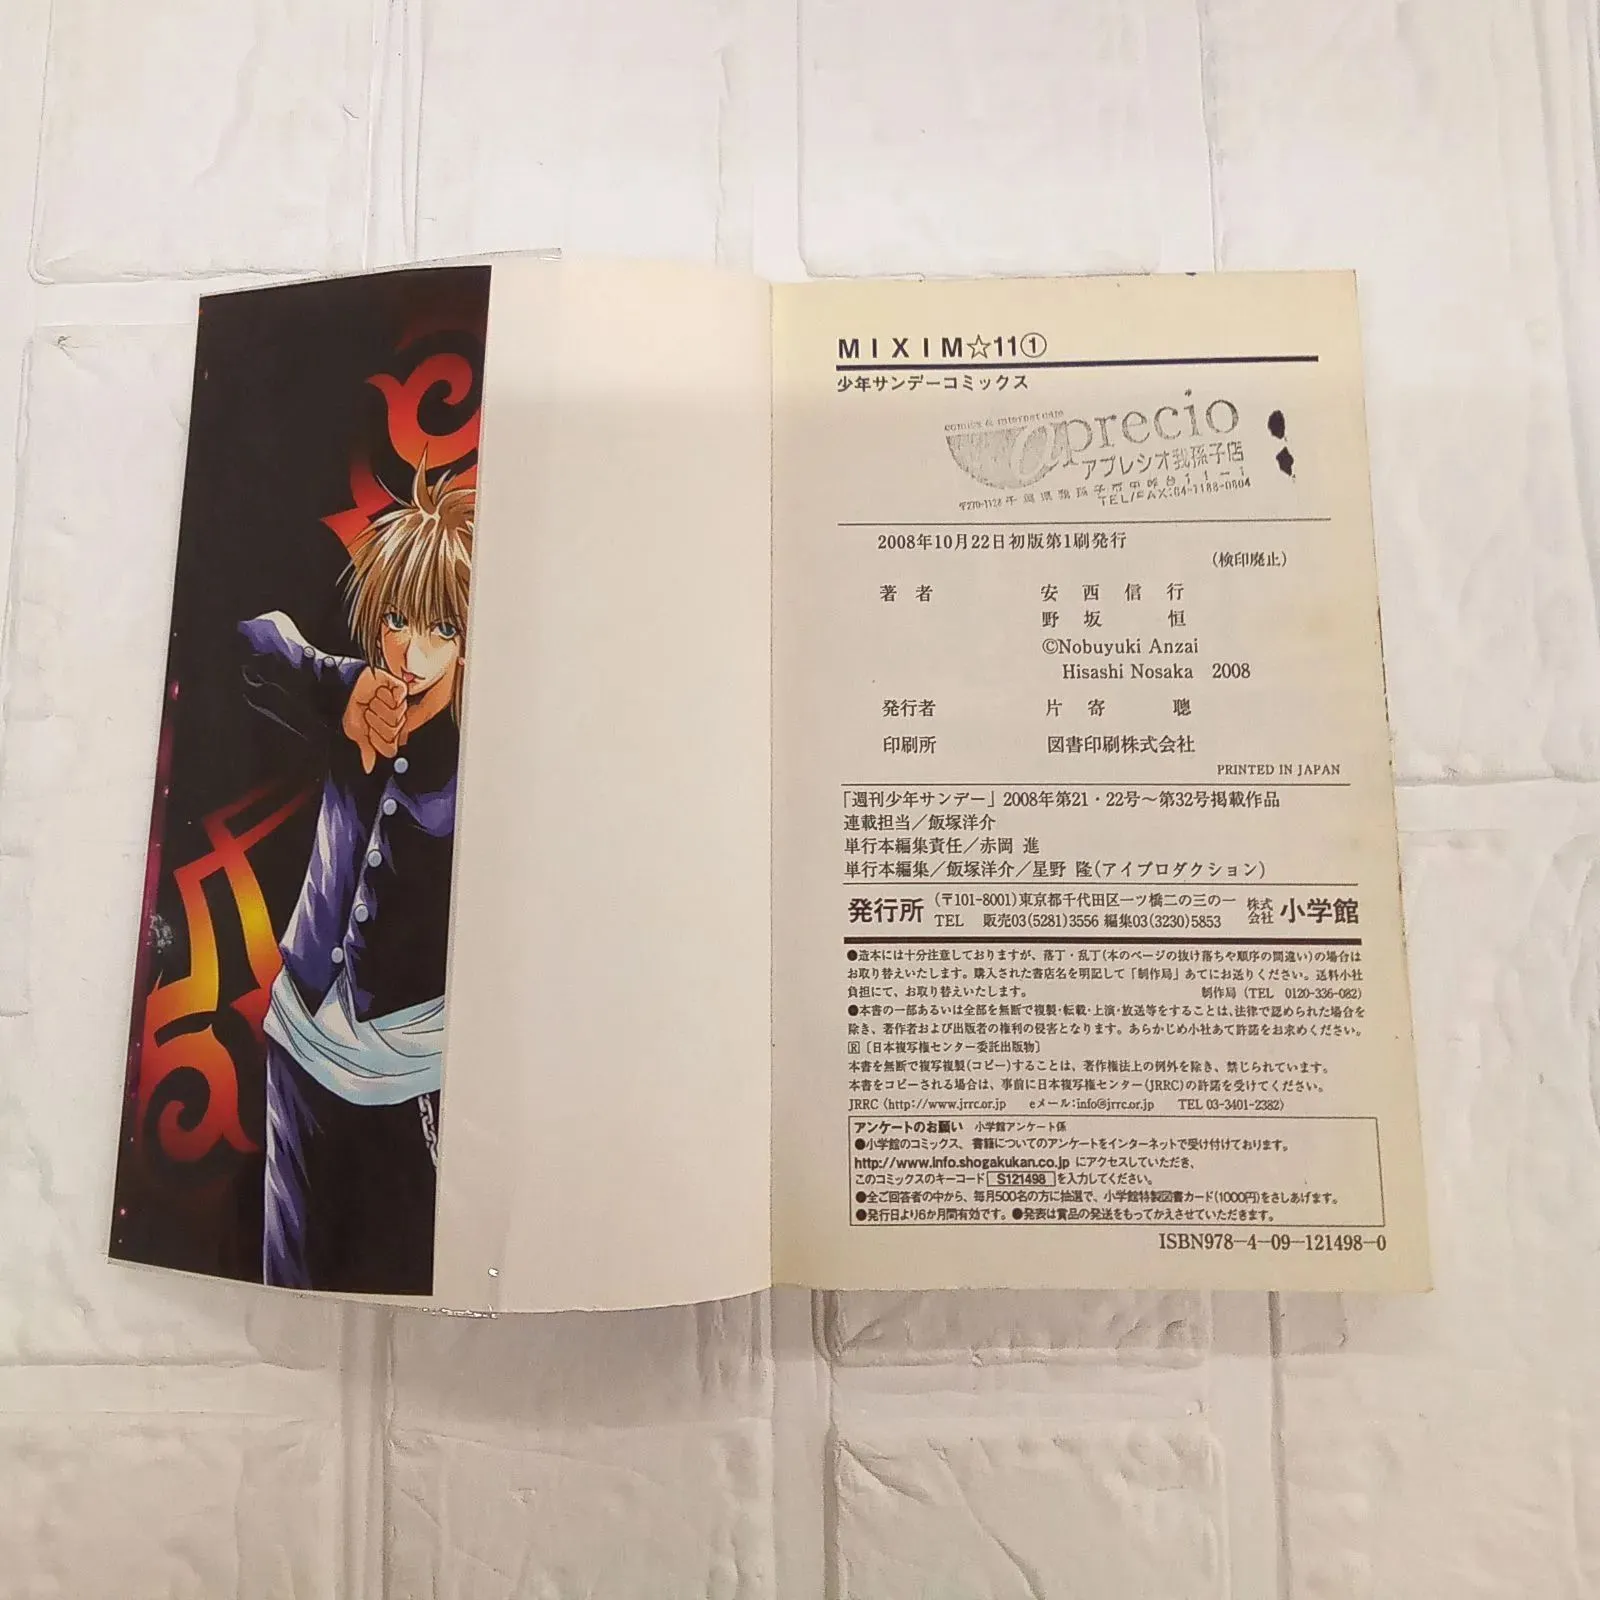 MIXIM☆11①
少年サンデーコミックス
comics & internet cafe
aprecio
アプレシオ我孫子店
2008年10月22日初版第1刷発行
(検印廃止)
著者 安西信行
野坂 恒
©Nobuyuki Anzai
Hisashi Nosaka 2008
発行者 片寄 聰
印刷所 図書印刷株式会社
PRINTED IN JAPAN
「週刊少年サンデー」2008年第21・22号〜第32号掲載作品
連載担当／飯塚洋介
単行本編集責任／赤岡 進
単行本編集／飯塚洋介／星野 隆(アイプロダクション)
発行所 (〒101-8001)東京都千代田区一ツ橋二の三の一 株式会社 小学館
TEL 販売03(5281)3556 編集03(3230)5853
●造本には十分注意しておりますが、落丁・乱丁(本のページの抜け落ちや順序の間違い)の場合は
お取り替えいたします。購入された書店名を明記して「制作局」あてにお送りください。送料小社
負担にて、お取り替えいたします。 制作局(TEL 0120-336-082)
●本書の一部あるいは全部を無断で複製・転載・上演・放送等をすることは、法律で認められた場合を
除き、著作者および出版者の権利の侵害となります。あらかじめ小社あて許諾をお求めください。
R〔日本複写権センター委託出版物〕
本書を無断で複写複製(コピー)することは、著作権法上の例外を除き、禁じられています。
本書をコピーされる場合は、事前に日本複写権センター(JRRC)の許諾を受けてください。
JRRC(http://www.jrrc.or.jp eメール:info@jrrc.or.jp TEL 03-3401-2382)
アンケートのお願い 小学館アンケート係
●小学館のコミックス、書籍についてのアンケートをインターネットで受け付けております。
http://www.info.shogakukan.co.jp にアクセスしていただき、
このコミックスのキーコード S121498 を入力してください。
●全ご回答者の中から、毎月500名の方に抽選で、小学館特製図書カード(1000円)をさしあげます。
●発行日より6か月間有効です。●発表は賞品の発送をもってかえさせていただきます。
ISBN978-4-09-121498-0